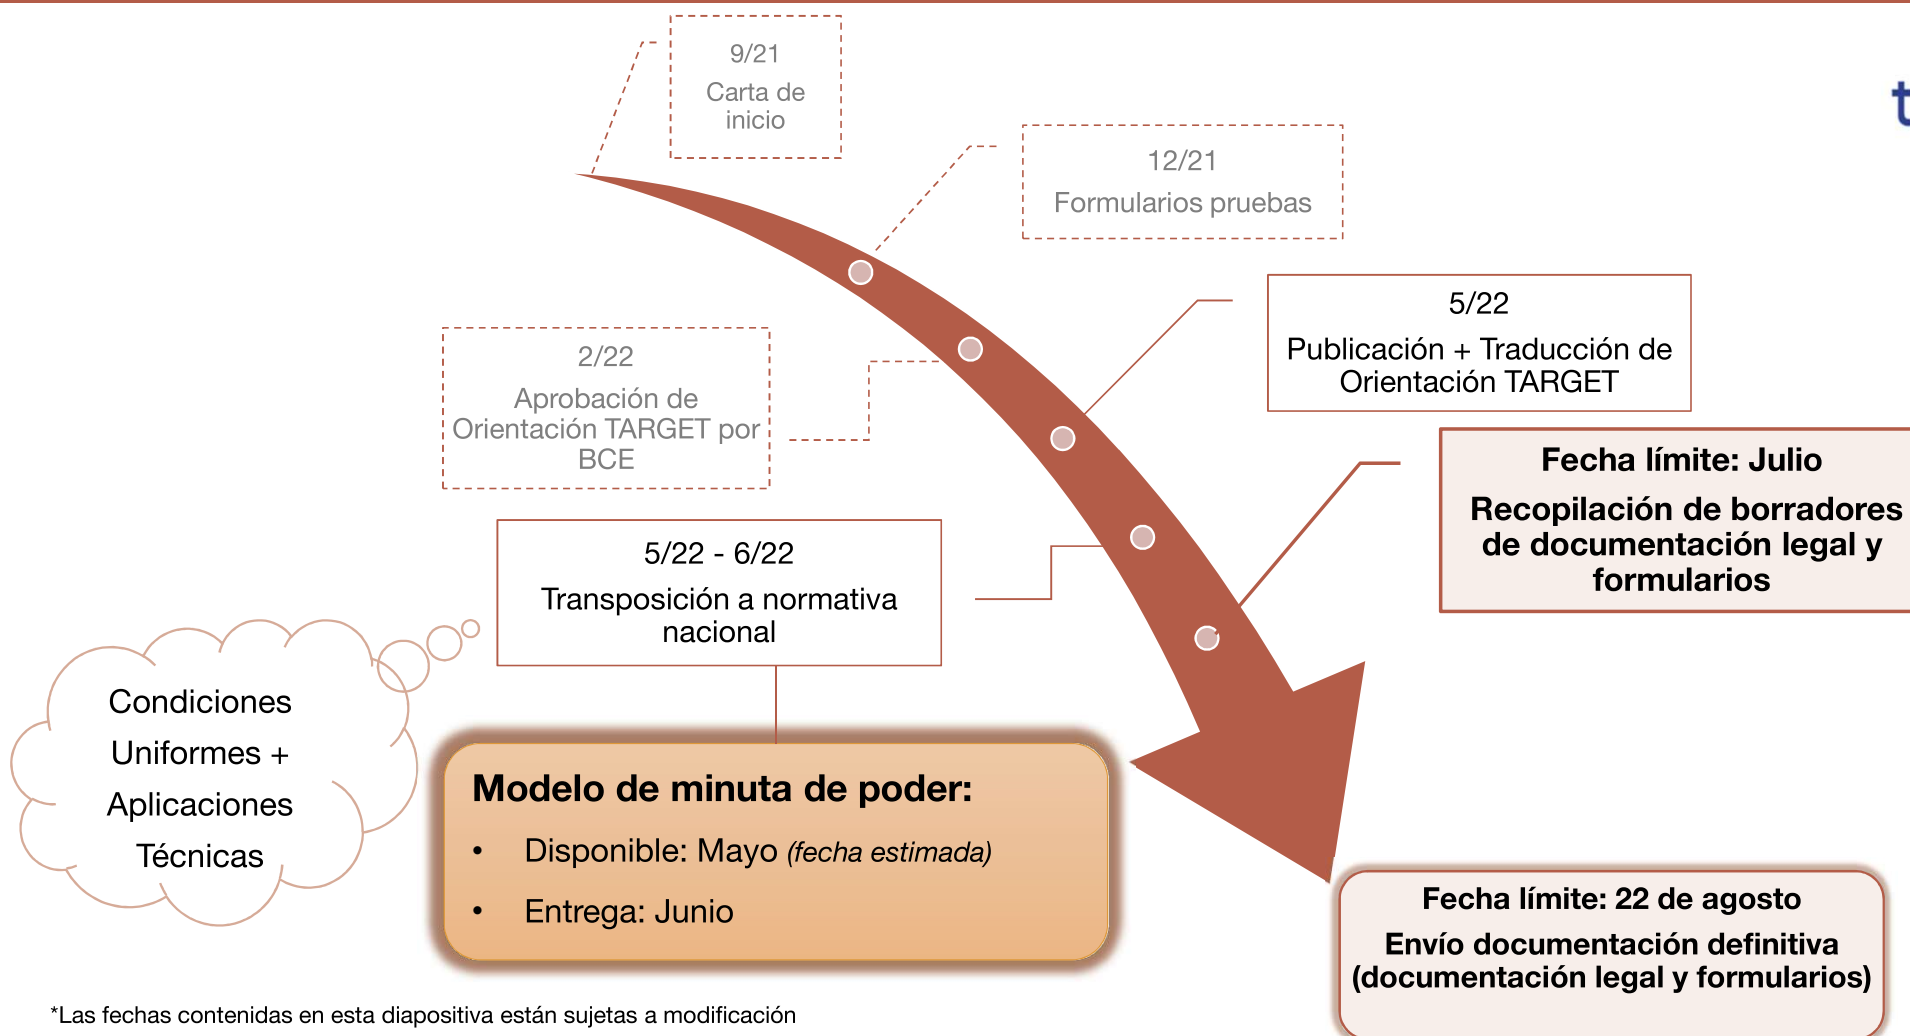 9/21
Carta de
inicio
12/21
Formularios pruebas
t
5/22
Publicación + Traducción de
Orientación TARGET
2/22
Aprobación de
Orientación TARGET por
BCE
Fecha límite: Julio
Recopilación de borradores
de documentación legal y
formularios
5/22 - 6/22
Transposición a normativa
nacional
Condiciones
Uniformes +
Aplicaciones
Técnicas
Modelo de minuta de poder:
• Disponible: Mayo (fecha estimada)
• Entrega: Junio
Fecha límite: 22 de agosto
Envío documentación definitiva
(documentación legal y formularios)
*Las fechas contenidas en esta diapositiva están sujetas a modificación